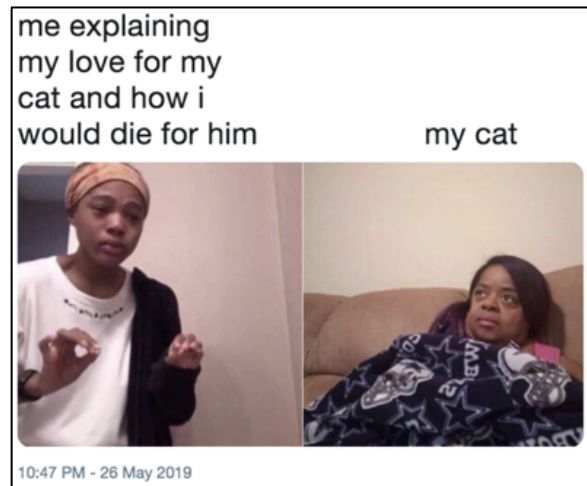 me explaining
my love for my
cat and how i
would die for him
my cat
10:47 PM - 26 May 2019